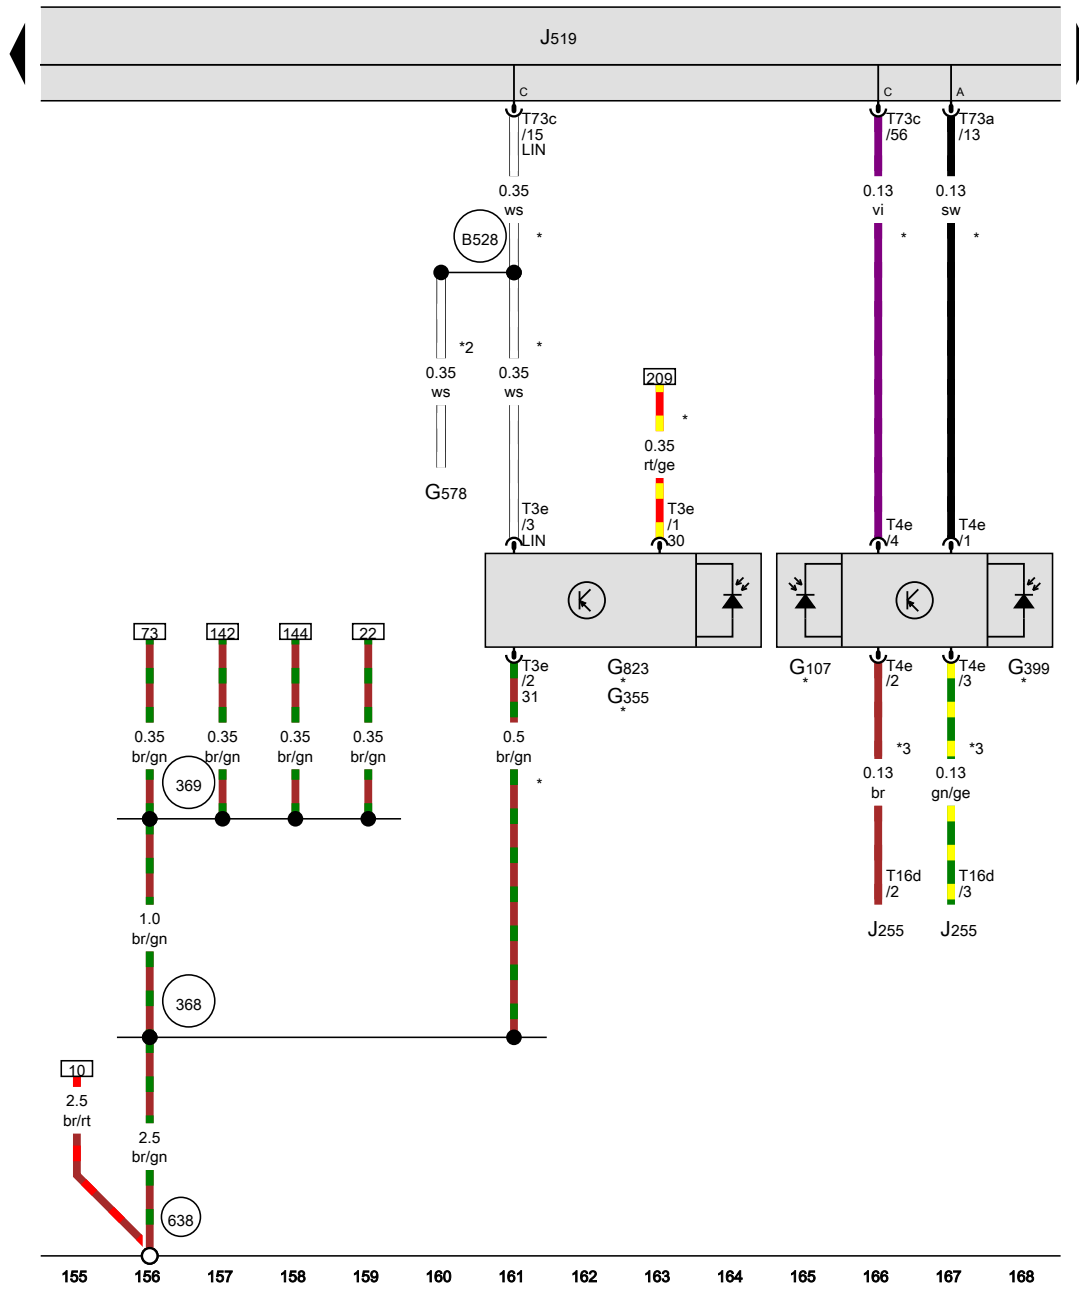 J519
C
C
A
T73c
/15
LIN
T73c
/56
T73a
/13
0.35
ws
0.13
vi
0.13
sw
B528
*
*
*
*2
*
0.35
ws
0.35
ws
209
*
0.35
rt/ge
G578
T3e
/3
LIN
T3e
/1
30
T4e
/4
T4e
/1
73
142
144
22
T3e
/2
31
G823
*
G355
*
G107
*
T4e
/2
T4e
/3
G399
*
0.35
br/gn
0.35
br/gn
0.35
br/gn
0.35
br/gn
0.5
br/gn
*3
*3
369
*
0.13
br
0.13
gn/ge
T16d
/2
T16d
/3
1.0
br/gn
J255
J255
368
10
2.5
br/rt
2.5
br/gn
638
155 156 157 158 159 160 161 162 163 164 165 166 167 168